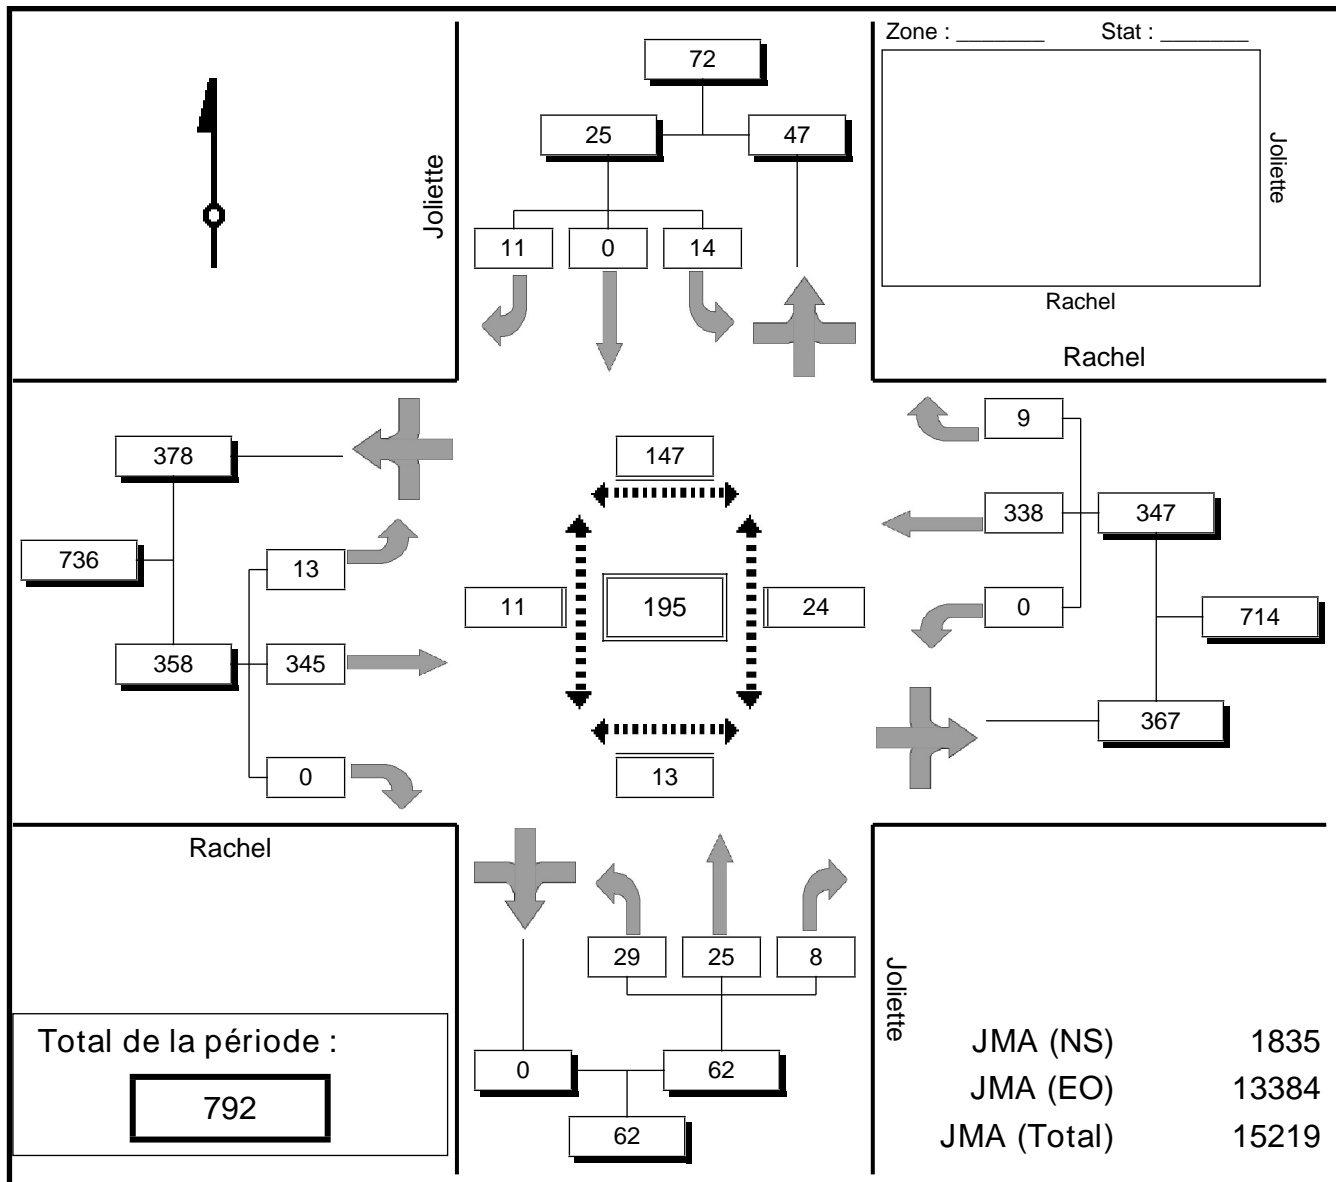 Zone : _______ Stat : _______
72
25 47
Joliette
Joliette
11 0 14
Rachel
Rachel
9
378 147
338 347
736 13
11 195 24 0 714
358 345
367
0 13
Rachel
29 25 8
Joliette
Total de la période :
792
0 62
62
JMA (NS) 1835
JMA (EO) 13384
JMA (Total) 15219